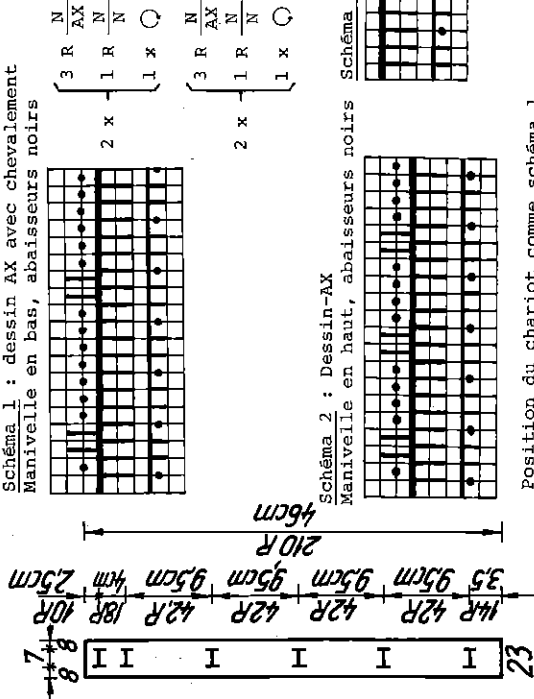 Schéma 1 : dessin AX avec chevalement
Manivelle en bas, abaisseurs noirs
2 x
3 R N/AX
1 R N/N
1 x
Schéma 2 : Dessin-AX
Manivelle en haut, abaisseurs noirs
2 x
3 R N/AX
1 R N/N
1 x
Schéma
Position du chariot comme schéma 1
8 7 8
10R 2,5cm
18R 4cm
42R 9,5cm
42R 9,5cm
42R 9,5cm
42R 9,5cm
14R 3,5
210 R
46cm
23